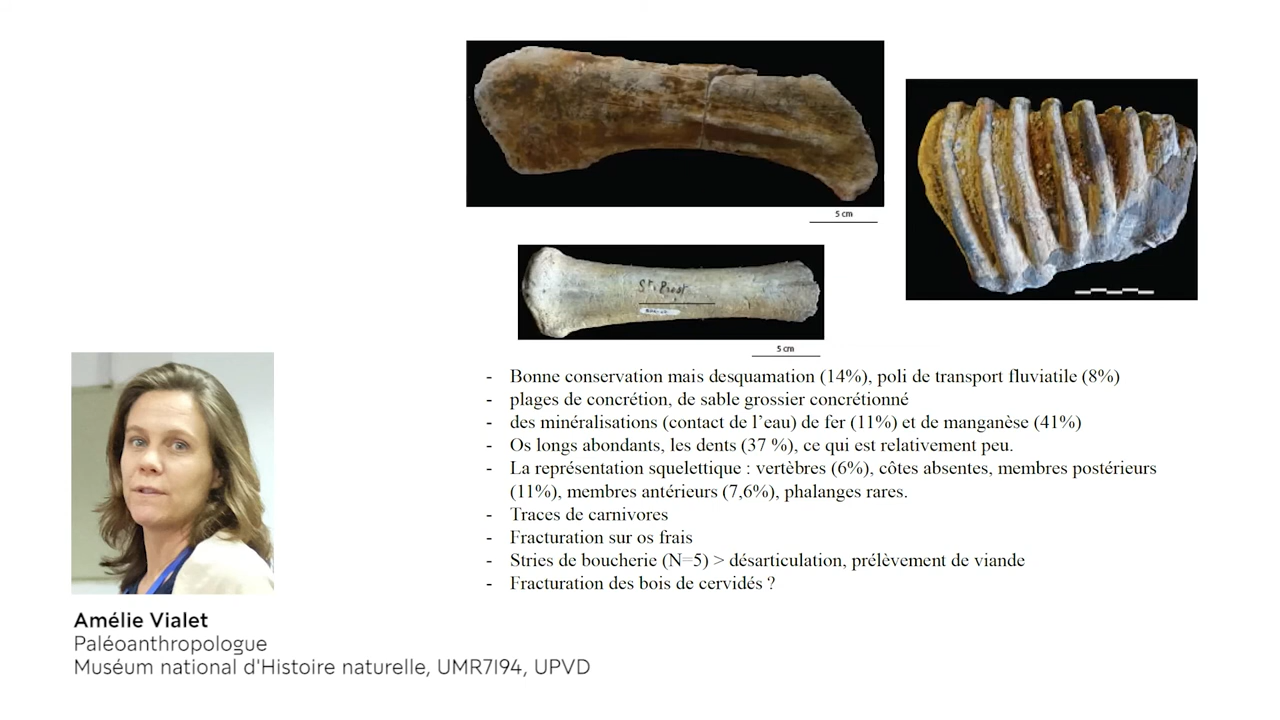 5 cm
St. Prest
5 cm
- Bonne conservation mais desquamation (14%), poli de transport fluviatile (8%)
- plages de concrétion, de sable grossier concrétionné
- des minéralisations (contact de l’eau) de fer (11%) et de manganèse (41%)
- Os longs abondants, les dents (37 %), ce qui est relativement peu.
- La représentation squelettique : vertèbres (6%), côtes absentes, membres postérieurs
(11%), membres antérieurs (7,6%), phalanges rares.
- Traces de carnivores
- Fracturation sur os frais
- Stries de boucherie (N=5) > désarticulation, prélèvement de viande
- Fracturation des bois de cervidés ?
Amélie Vialet
Paléoanthropologue
Muséum national d'Histoire naturelle, UMR7194, UPVD